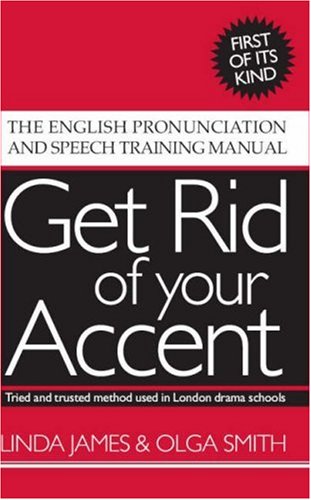 FIRST
OF ITS
KIND
THE ENGLISH PRONUNCIATION
AND SPEECH TRAINING MANUAL
Get Rid
of your
Accent
Tried and trusted method used in London drama schools
LINDA JAMES & OLGA SMITH